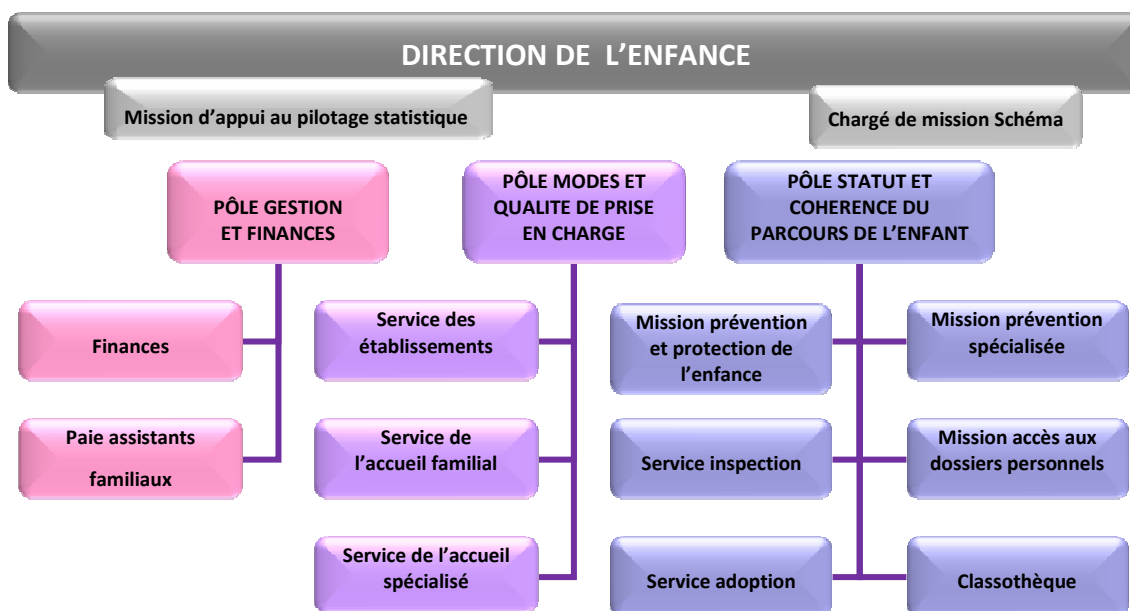 DIRECTION DE L’ENFANCE
Mission d’appui au pilotage statistique
Chargé de mission Schéma
PÔLE GESTION
ET FINANCES
PÔLE MODES ET
QUALITE DE PRISE
EN CHARGE
PÔLE STATUT ET
COHERENCE DU
PARCOURS DE L’ENFANT
Finances
Service des
établissements
Mission prévention
et protection de
l’enfance
Mission prévention
spécialisée
Paie assistants
familiaux
Service de
l’accueil familial
Service inspection
Mission accès aux
dossiers personnels
Service de l’accueil
spécialisé
Service adoption
Classothèque